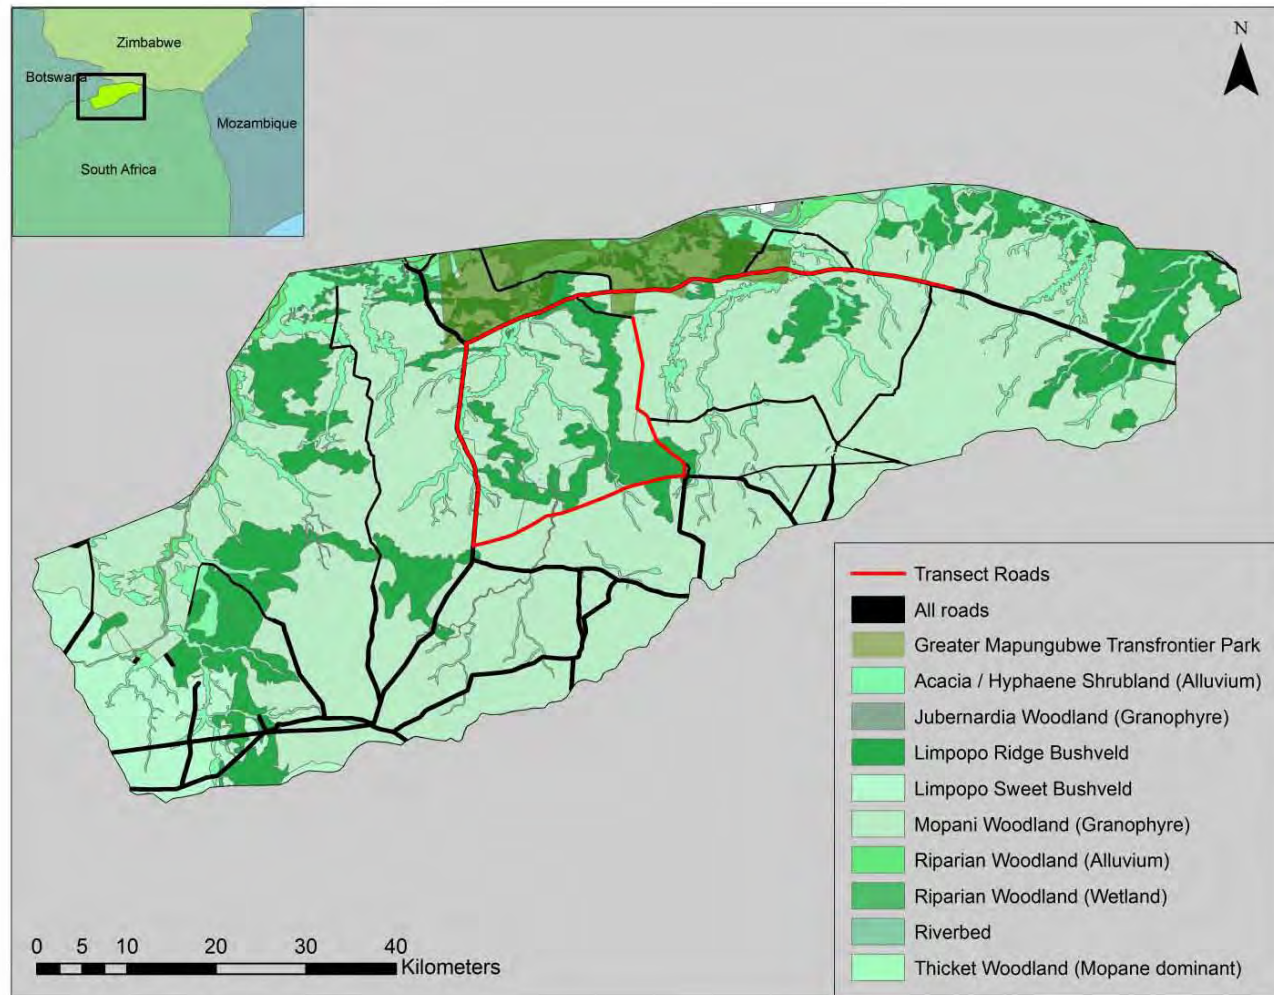 Zimbabwe
Botswana
Mozambique
South Africa
N
Transect Roads
All roads
Greater Mapungubwe Transfrontier Park
Acacia / Hyphaene Shrubland (Alluvium)
Jubernardia Woodland (Granophyre)
Limpopo Ridge Bushveld
Limpopo Sweet Bushveld
Mopani Woodland (Granophyre)
Riparian Woodland (Alluvium)
Riparian Woodland (Wetland)
Riverbed
Thicket Woodland (Mopane dominant)
0 5 10 20 30 40
Kilometers